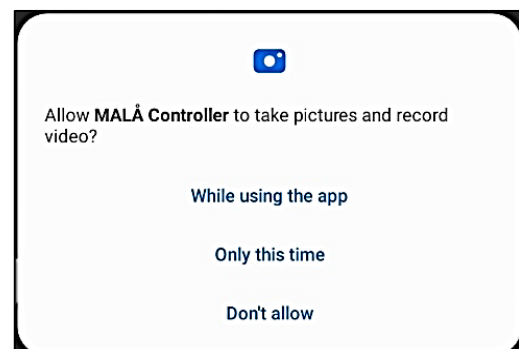 Allow MALÅ Controller to take pictures and record
video?
While using the app
Only this time
Don't allow